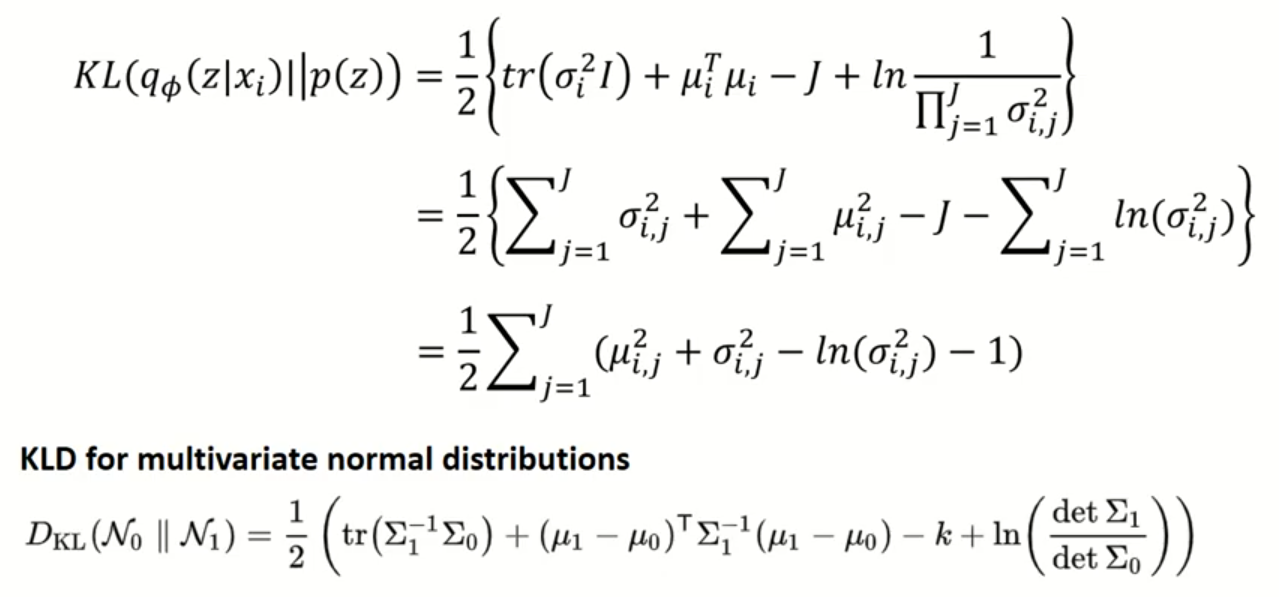 KL(q_ϕ(z|x_i)||p(z)) = 1/2 {tr(σ_i^2 I) + μ_i^T μ_i − J + ln 1/∏_{j=1}^J σ_{i,j}^2}
= 1/2 {∑_{j=1}^J σ_{i,j}^2 + ∑_{j=1}^J μ_{i,j}^2 − J − ∑_{j=1}^J ln(σ_{i,j}^2)}
= 1/2 ∑_{j=1}^J (μ_{i,j}^2 + σ_{i,j}^2 − ln(σ_{i,j}^2) − 1)
KLD for multivariate normal distributions
D_KL(𝒩_0 ∥ 𝒩_1) = 1/2 (tr(Σ_1^{-1} Σ_0) + (μ_1 − μ_0)^T Σ_1^{-1} (μ_1 − μ_0) − k + ln(det Σ_1/det Σ_0))